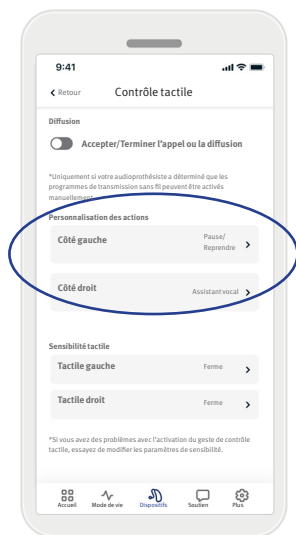 9:41
Retour Contrôle tactile
Diffusion
Accepter/Terminer l'appel ou la diffusion
*Uniquement si votre audioprothésiste a déterminé que les
programmes de transmission sans fil peuvent être activés
manuellement
Personnalisation des actions
Côté gauche Pause/
Reprendre
Côté droit Assistant vocal
Sensibilité tactile
Tactile gauche Ferme
Tactile droit Ferme
*Si vous avez des problèmes avec l'activation du geste de contrôle
tactile, essayez de modifier les paramètres de sensibilité.
Accueil Mode de vie Dispositifs Soutien Plus